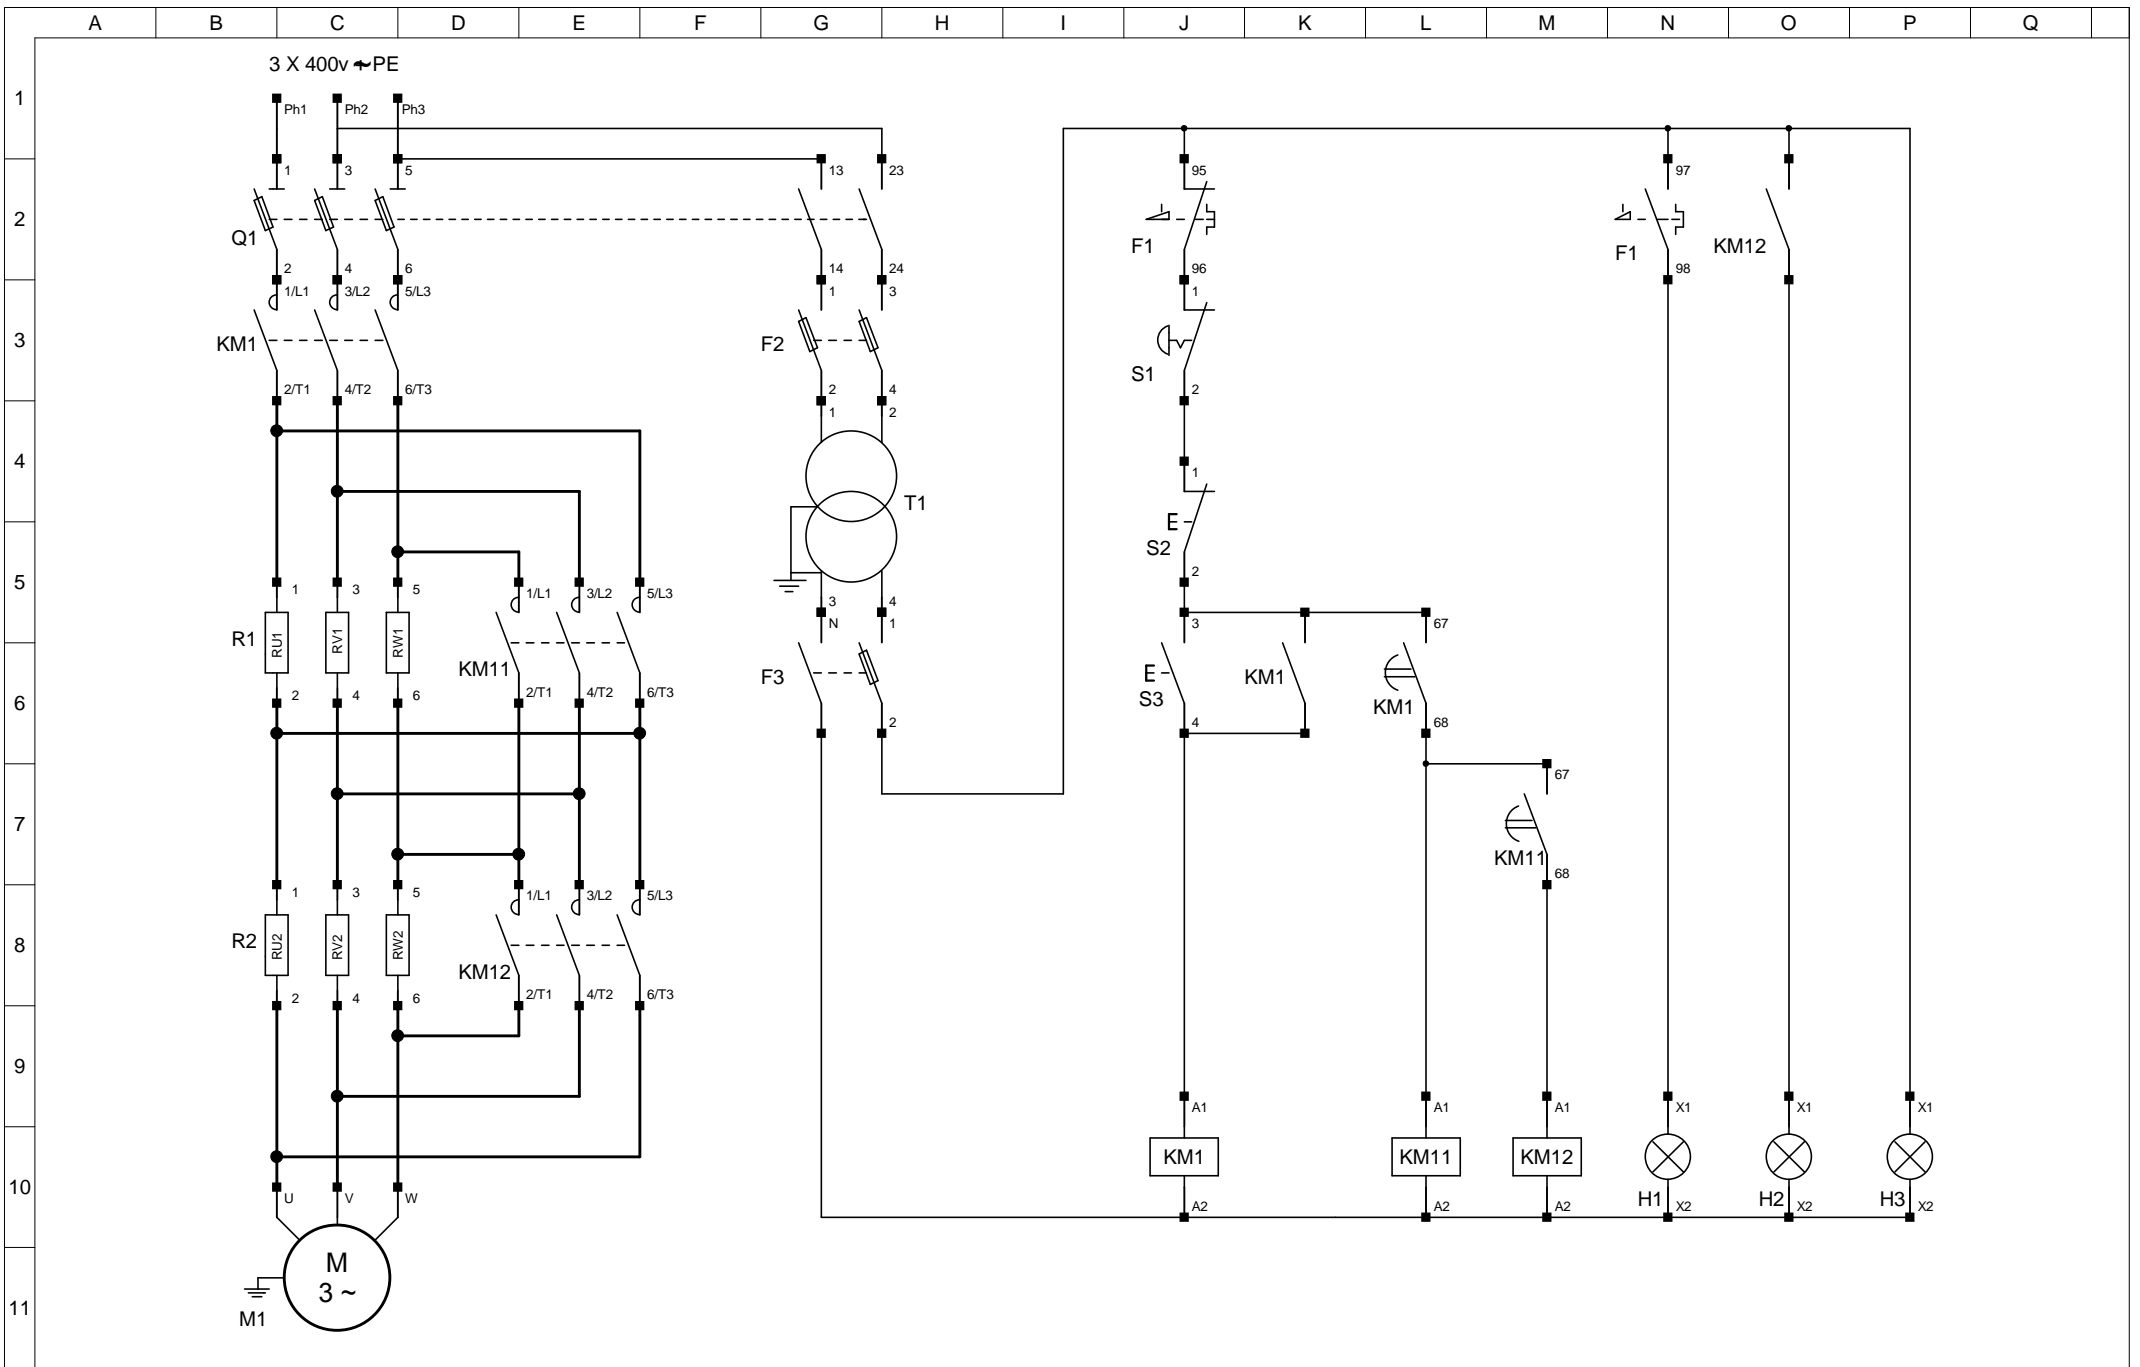 A B C D E F G H I J K L M N O P Q
3 X 400v PE
1
Ph1 Ph2 Ph3
1 3 5 13 23 95 97
2
Q1 F1 F1 KM12
2 4 6 14 24 96 98
1/L1 3/L2 5/L3 1 3 1
3
KM1 F2 S1
2/T1 4/T2 6/T3 2 4 2
1 2
4
1
T1
E
S2
2
5
1 3 5 1/L1 3/L2 5/L3 3 4
N 1 3 67
R1 RU1 RV1 RW1 KM11 F3 E S3 KM1 KM1
6
2 4 6 2/T1 4/T2 6/T3 2 4 68
67
7
KM11
68
1 3 5 1/L1 3/L2 5/L3
8
R2 RU2 RV2 RW2 KM12
2 4 6 2/T1 4/T2 6/T3
9
A1 A1 A1 X1 X1 X1
KM1 KM11 KM12
10
U V W H1 H2 H3
A2 A2 A2 X2 X2 X2
M
3 ~
11
M1